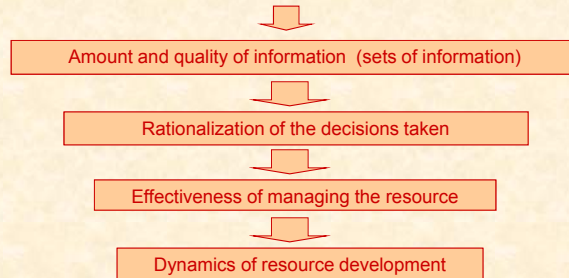 Amount and quality of information (sets of information)
Rationalization of the decisions taken
Effectiveness of managing the resource
Dynamics of resource development